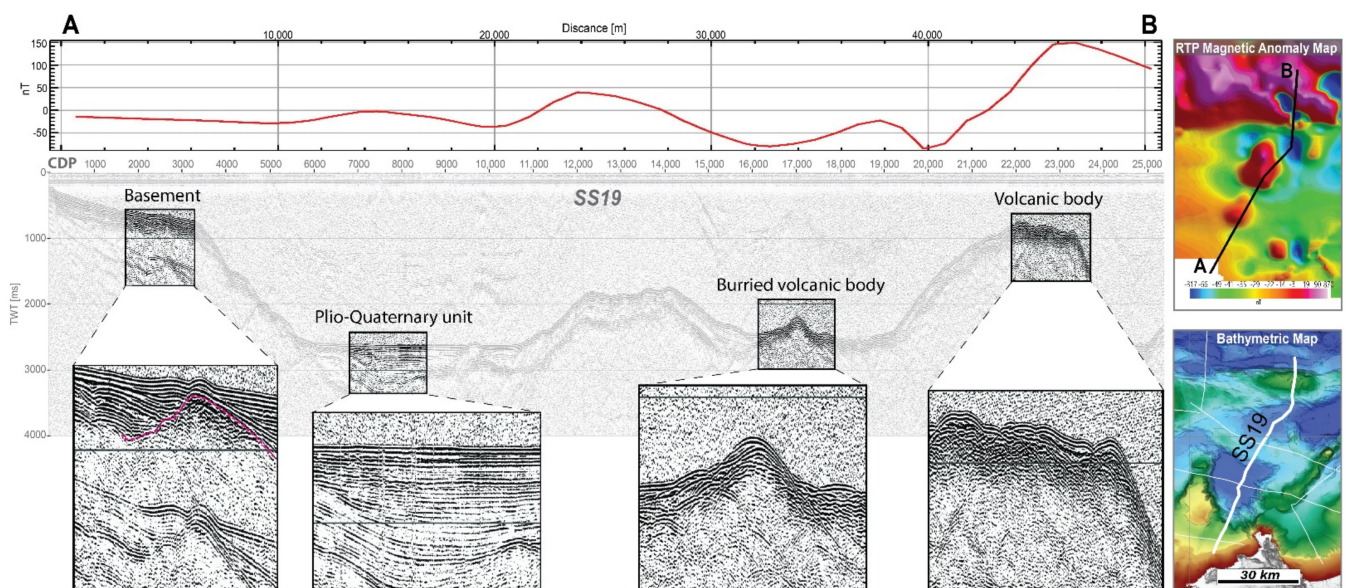 A
Discance [m]
B
10,000 20,000 30,000 40,000
150
100
50
0
-50
nT
CDP 1000 2000 3000 4000 5000 6000 7000 8000 9000 10,000 11,000 12,000 13,000 14,000 15,000 16,000 17,000 18,000 19,000 20,000 21,000 22,000 23,000 24,000 25,000
0
1000
2000
3000
4000
TWT [ms]
SS19
Basement
Plio-Quaternary unit
Burried volcanic body
Volcanic body
RTP Magnetic Anomaly Map
B
A
nT
Bathymetric Map
SS19
30 km